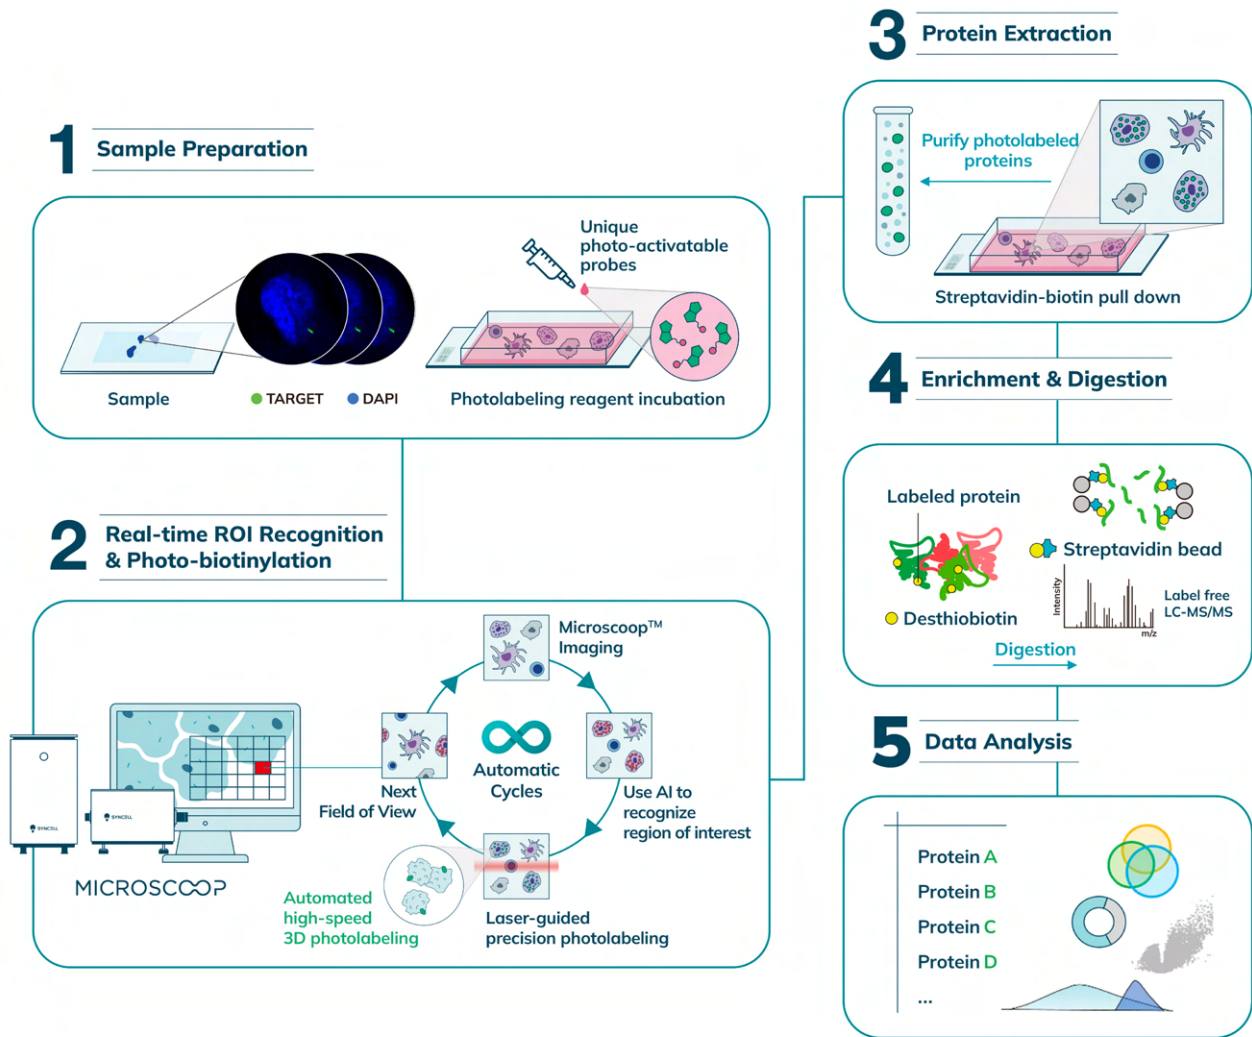 1 Sample Preparation
Unique
photo-activatable
probes
Sample
TARGET DAPI
Photolabeling reagent incubation
2 Real-time ROI Recognition
& Photo-biotinylation
Microscoop™
Imaging
Automatic
Cycles
Next
Field of View
Use AI to
recognize
region of interest
SYNCELL
SYNCELL
MICROSCOOP
Automated
high-speed
3D photolabeling
Laser-guided
precision photolabeling
3 Protein Extraction
Purify photolabeled
proteins
Streptavidin-biotin pull down
4 Enrichment & Digestion
Labeled protein
Streptavidin bead
Desthiobiotin
Intensity
m/z
Label free
LC-MS/MS
Digestion
5 Data Analysis
Protein A
Protein B
Protein C
Protein D
...